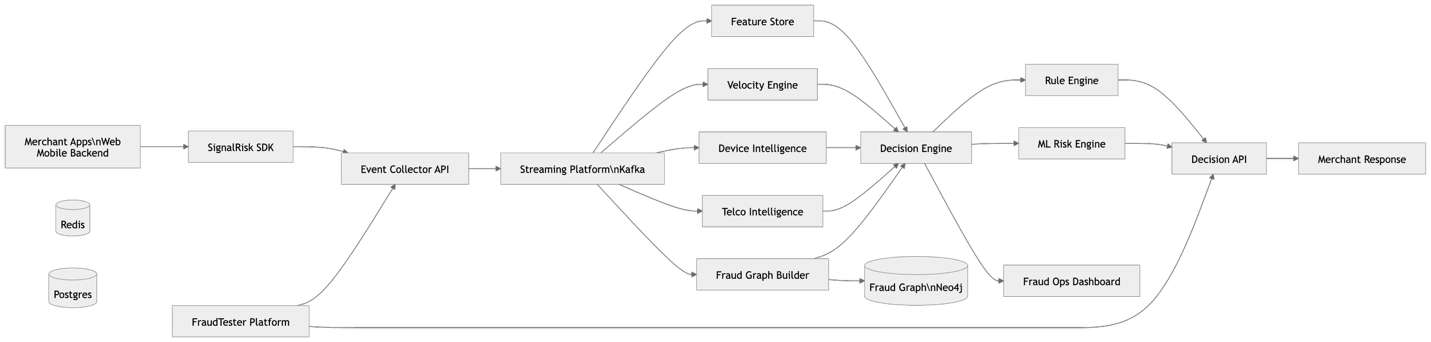 Merchant Apps\nWeb
Mobile Backend
SignalRisk SDK
Event Collector API
Streaming Platform\nKafka
Feature Store
Velocity Engine
Device Intelligence
Telco Intelligence
Fraud Graph Builder
Decision Engine
Fraud Graph\nNeo4j
Rule Engine
ML Risk Engine
Fraud Ops Dashboard
Decision API
Merchant Response
Redis
Postgres
FraudTester Platform